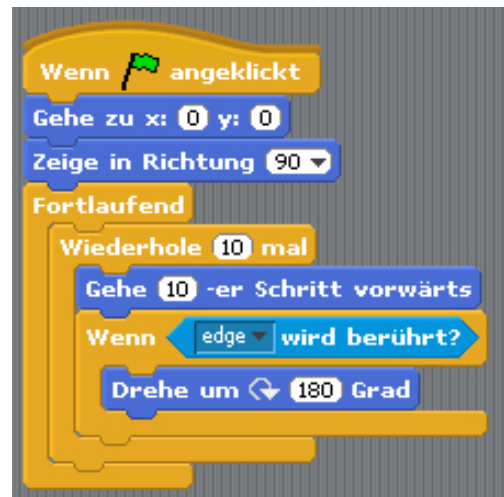 Wenn angeklickt
Gehe zu x: 0 y: 0
Zeige in Richtung 90
Fortlaufend
Wiederhole 10 mal
Gehe 10 -er Schritt vorwärts
Wenn edge wird berührt?
Drehe um 180 Grad